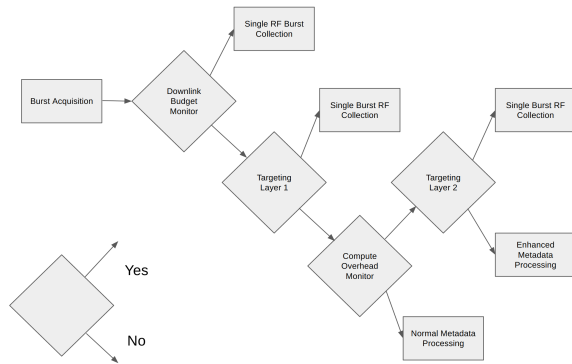 Single RF Burst
Collection
Burst Acquisition
Downlink
Budget
Monitor
Single Burst RF
Collection
Single Burst RF
Collection
Targeting
Layer 1
Targeting
Layer 2
Compute
Overhead
Monitor
Enhanced
Metadata
Processing
Normal Metadata
Processing
Yes
No